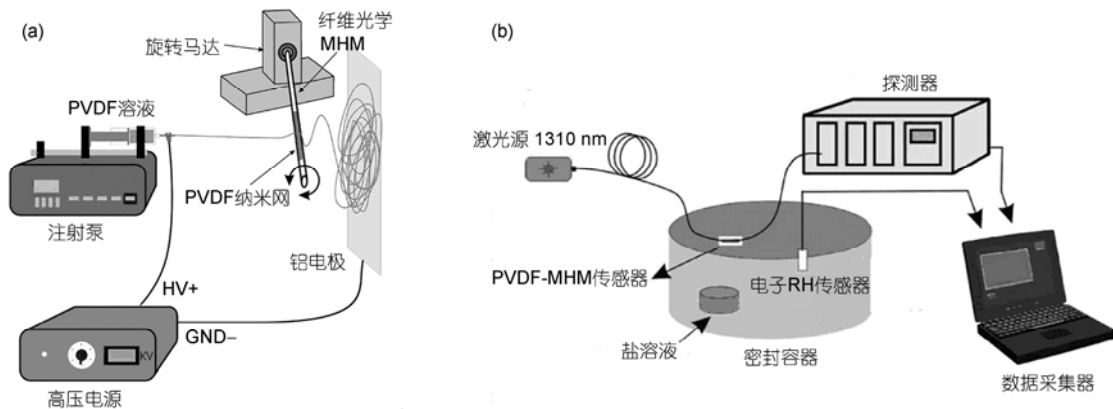 (a)
纤维光学
MHM
旋转马达
PVDF溶液
PVDF纳米网
注射泵
铝电极
HV+
GND–
KV
高压电源
(b)
探测器
激光源 1310 nm
PVDF-MHM传感器
电子RH传感器
盐溶液
密封容器
数据采集器